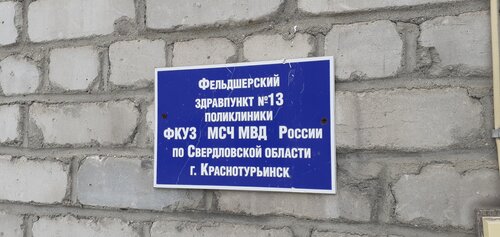 Фельдшерский
здравпункт №13
поликлиники
ФКУЗ МСЧ МВД России
по Свердловской области
г. Краснотурьинск